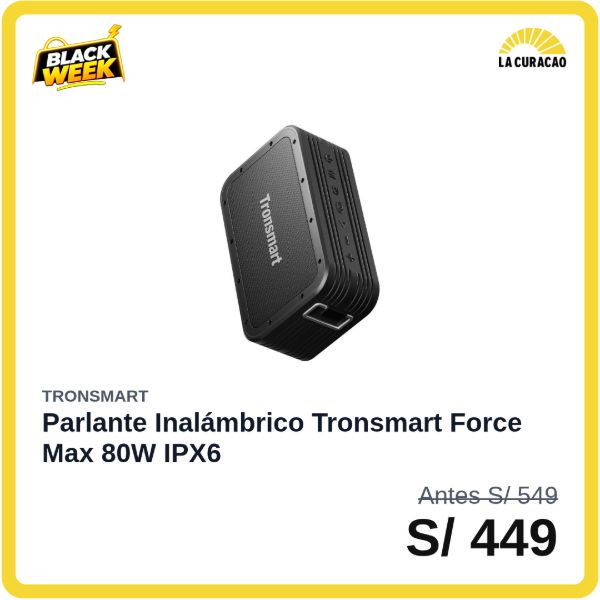 BLACK
WEEK
LA CURACAO
Tronsmart
TRONSMART
Parlante Inalámbrico Tronsmart Force
Max 80W IPX6
Antes S/ 549
S/ 449